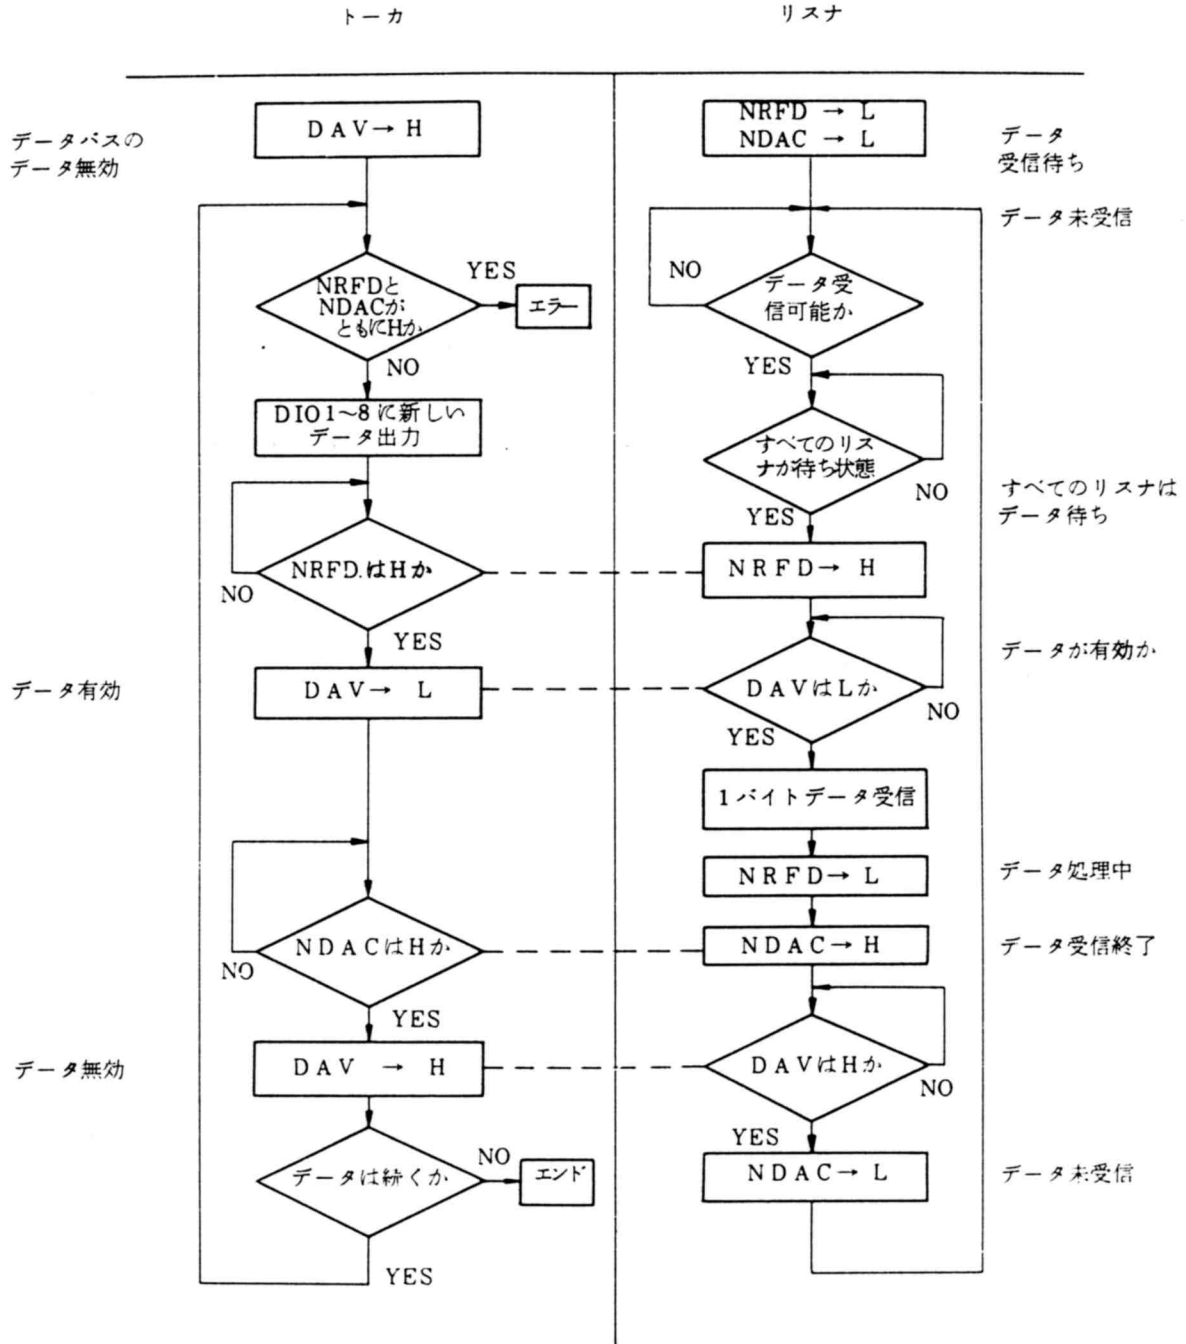 トーカ
リスナ
データバスの
データ無効
DAV→ H
NRFDと
NDACが
ともにHか
YES
エラー
NO
DIO1～8に新しい
データ出力
NRFD.はHか
NO
YES
データ有効
DAV→ L
NDACはHか
NO
YES
データ無効
DAV → H
データは続くか
NO
エンド
YES
NRFD → L
NDAC → L
データ
受信待ち
データ未受信
NO
データ受
信可能か
YES
すべてのリス
ナが待ち状態
NO
YES
すべてのリスナは
データ待ち
NRFD→ H
データが有効か
DAVはLか
NO
YES
1バイトデータ受信
NRFD→ L
データ処理中
NDAC→H
データ受信終了
DAVはHか
NO
YES
NDAC→ L
データ未受信